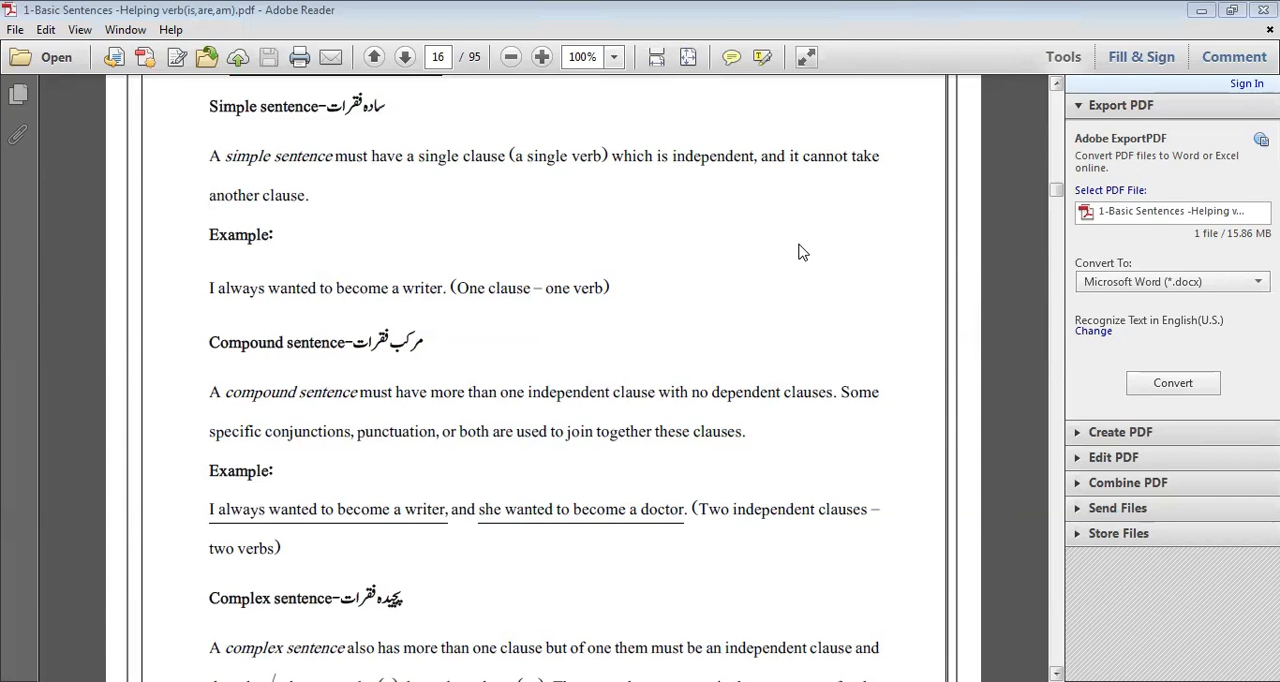 1-Basic Sentences -Helping verb(is,are,am).pdf - Adobe Reader
File Edit View Window Help
Open 16 / 95 100% Tools Fill & Sign Comment
Sign In
Simple sentence-سادہ فقرات
A simple sentence must have a single clause (a single verb) which is independent, and it cannot take
another clause.
Example:
I always wanted to become a writer. (One clause – one verb)
Compound sentence-مرکب فقرات
A compound sentence must have more than one independent clause with no dependent clauses. Some
specific conjunctions, punctuation, or both are used to join together these clauses.
Example:
I always wanted to become a writer, and she wanted to become a doctor. (Two independent clauses –
two verbs)
Complex sentence-پیچیدہ فقرات
A complex sentence also has more than one clause but of one them must be an independent clause and
Export PDF
Adobe ExportPDF
Convert PDF files to Word or Excel
online.
Select PDF File:
1-Basic Sentences -Helping v...
1 file / 15.86 MB
Convert To:
Microsoft Word (*.docx)
Recognize Text in English(U.S.)
Change
Convert
Create PDF
Edit PDF
Combine PDF
Send Files
Store Files